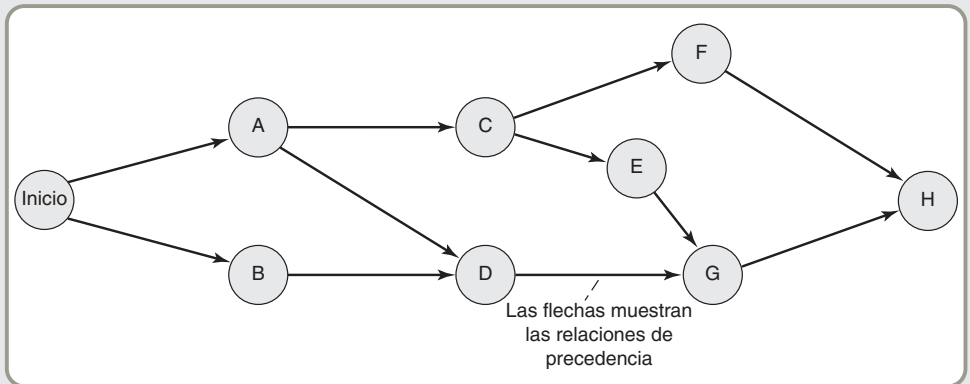 F
A
C
E
Inicio
H
B
D
G
Las flechas muestran
las relaciones de
precedencia